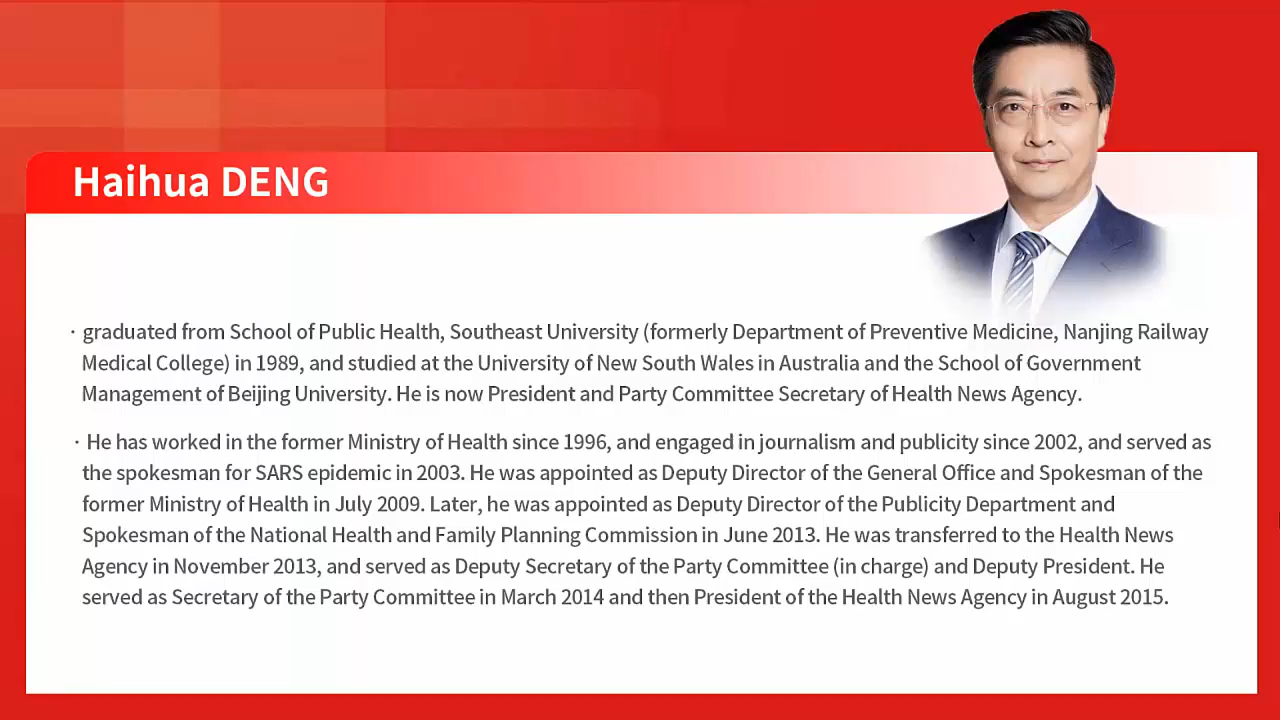 Haihua DENG
· graduated from School of Public Health, Southeast University (formerly Department of Preventive Medicine, Nanjing Railway
Medical College) in 1989, and studied at the University of New South Wales in Australia and the School of Government
Management of Beijing University. He is now President and Party Committee Secretary of Health News Agency.
· He has worked in the former Ministry of Health since 1996, and engaged in journalism and publicity since 2002, and served as
the spokesman for SARS epidemic in 2003. He was appointed as Deputy Director of the General Office and Spokesman of the
former Ministry of Health in July 2009. Later, he was appointed as Deputy Director of the Publicity Department and
Spokesman of the National Health and Family Planning Commission in June 2013. He was transferred to the Health News
Agency in November 2013, and served as Deputy Secretary of the Party Committee (in charge) and Deputy President. He
served as Secretary of the Party Committee in March 2014 and then President of the Health News Agency in August 2015.